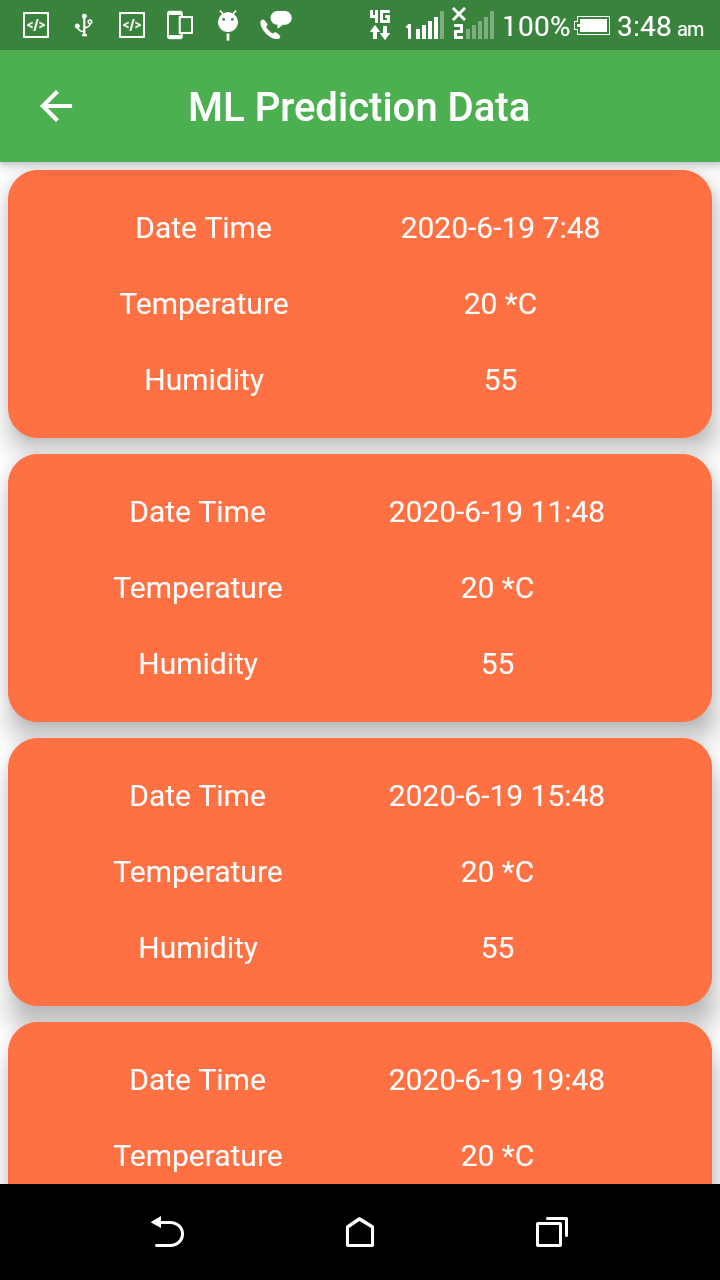 4G 1 2 100% 3:48 am
ML Prediction Data
Date Time 2020-6-19 7:48
Temperature 20 *C
Humidity 55
Date Time 2020-6-19 11:48
Temperature 20 *C
Humidity 55
Date Time 2020-6-19 15:48
Temperature 20 *C
Humidity 55
Date Time 2020-6-19 19:48
Temperature 20 *C